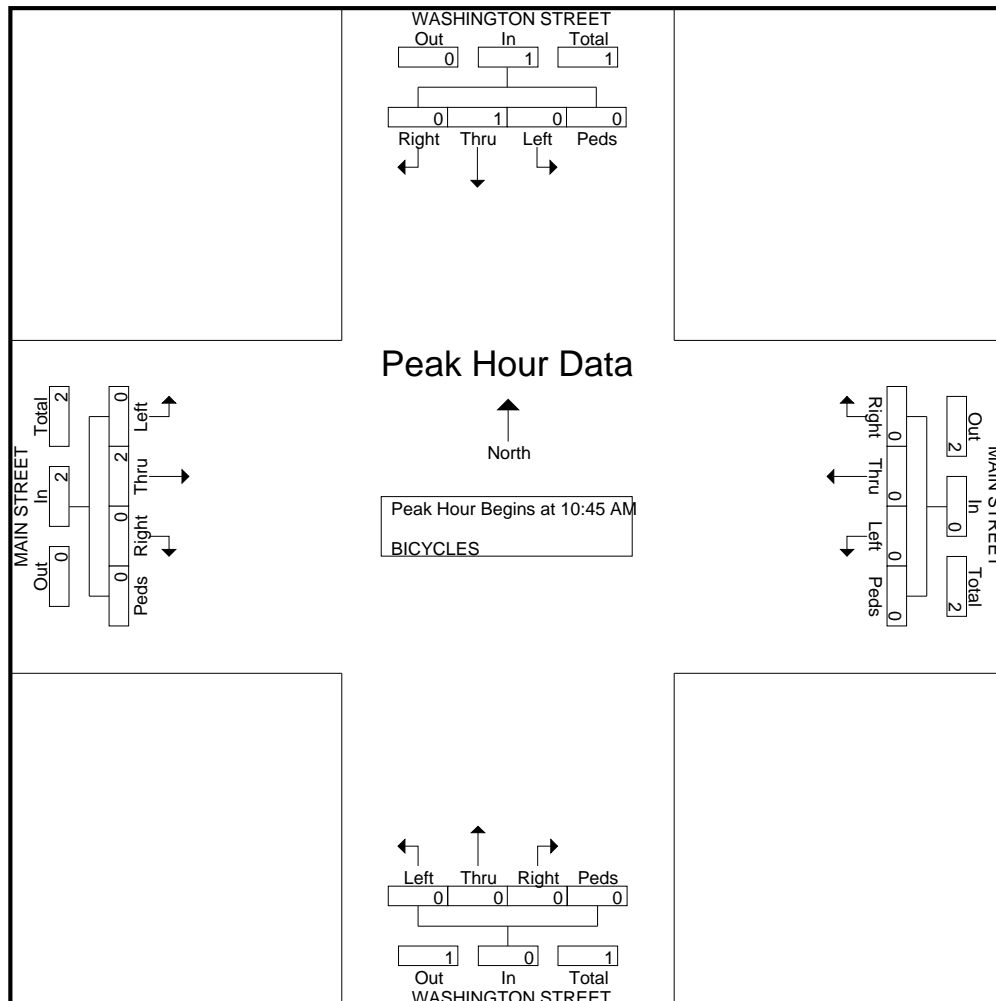 WASHINGTON STREET
Out In Total
0 1 1
0 1 0 0
Right Thru Left Peds
Peak Hour Data
North
Peak Hour Begins at 10:45 AM
BICYCLES
MAIN STREET
Out In Total
0 2 2
Peds Right Thru Left
0 0 2 0
MAIN STREET
Out In Total
2 0 2
Right Thru Left Peds
0 0 0 0
Left Thru Right Peds
0 0 0 0
1 0 1
Out In Total
WASHINGTON STREET